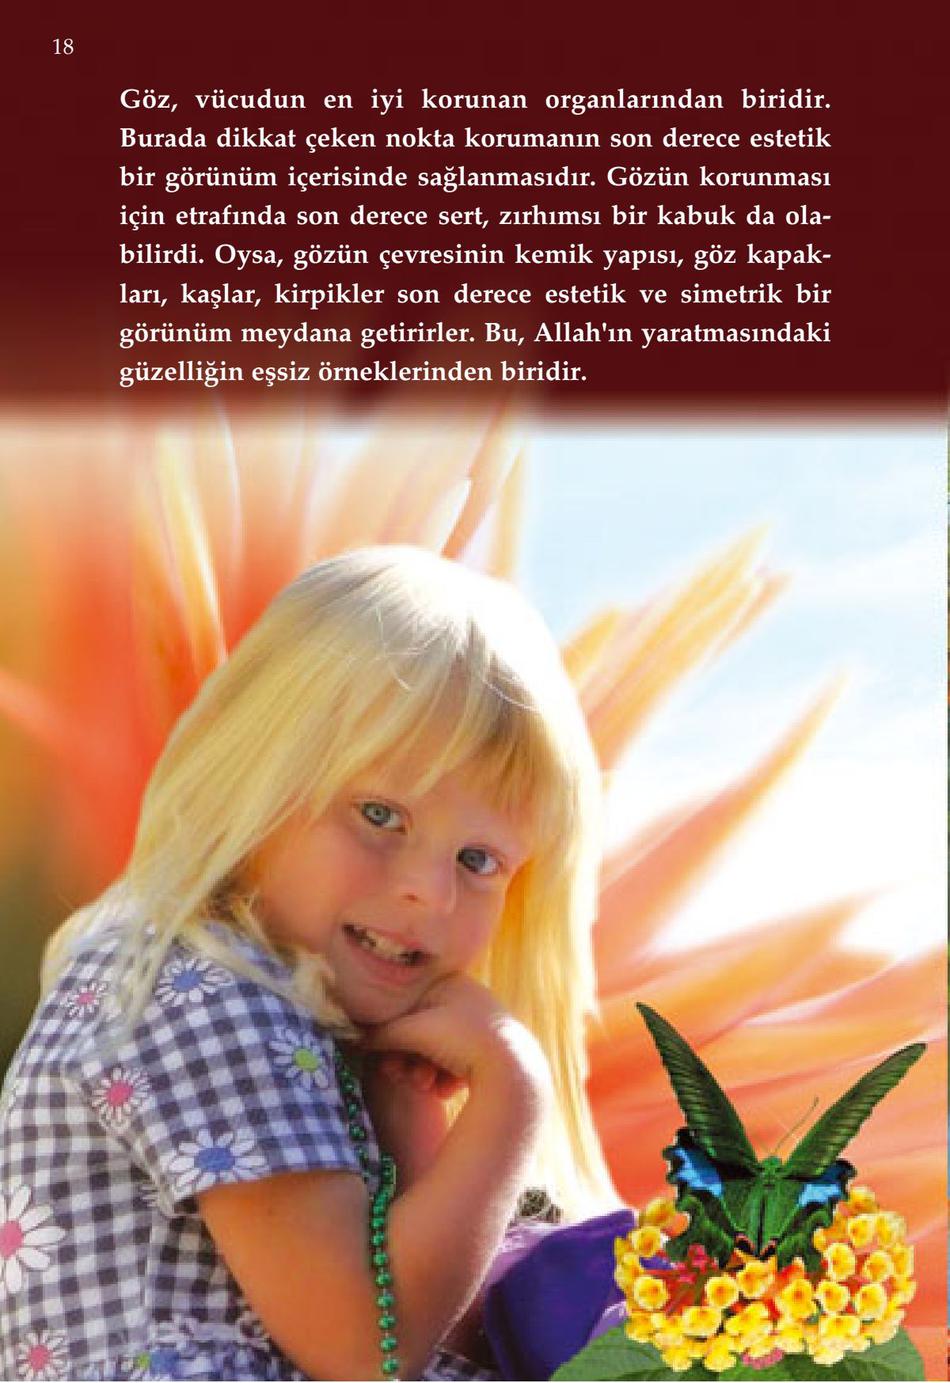 18
Göz, vücudun en iyi korunan organlarından biridir.
Burada dikkat çeken nokta korumanın son derece estetik
bir görünüm içerisinde sağlanmasıdır. Gözün korunması
için etrafında son derece sert, zırhımsı bir kabuk da ola-
bilirdi. Oysa, gözün çevresinin kemik yapısı, göz kapak-
ları, kaşlar, kirpikler son derece estetik ve simetrik bir
görünüm meydana getirirler. Bu, Allah'ın yaratmasındaki
güzelliğin eşsiz örneklerinden biridir.